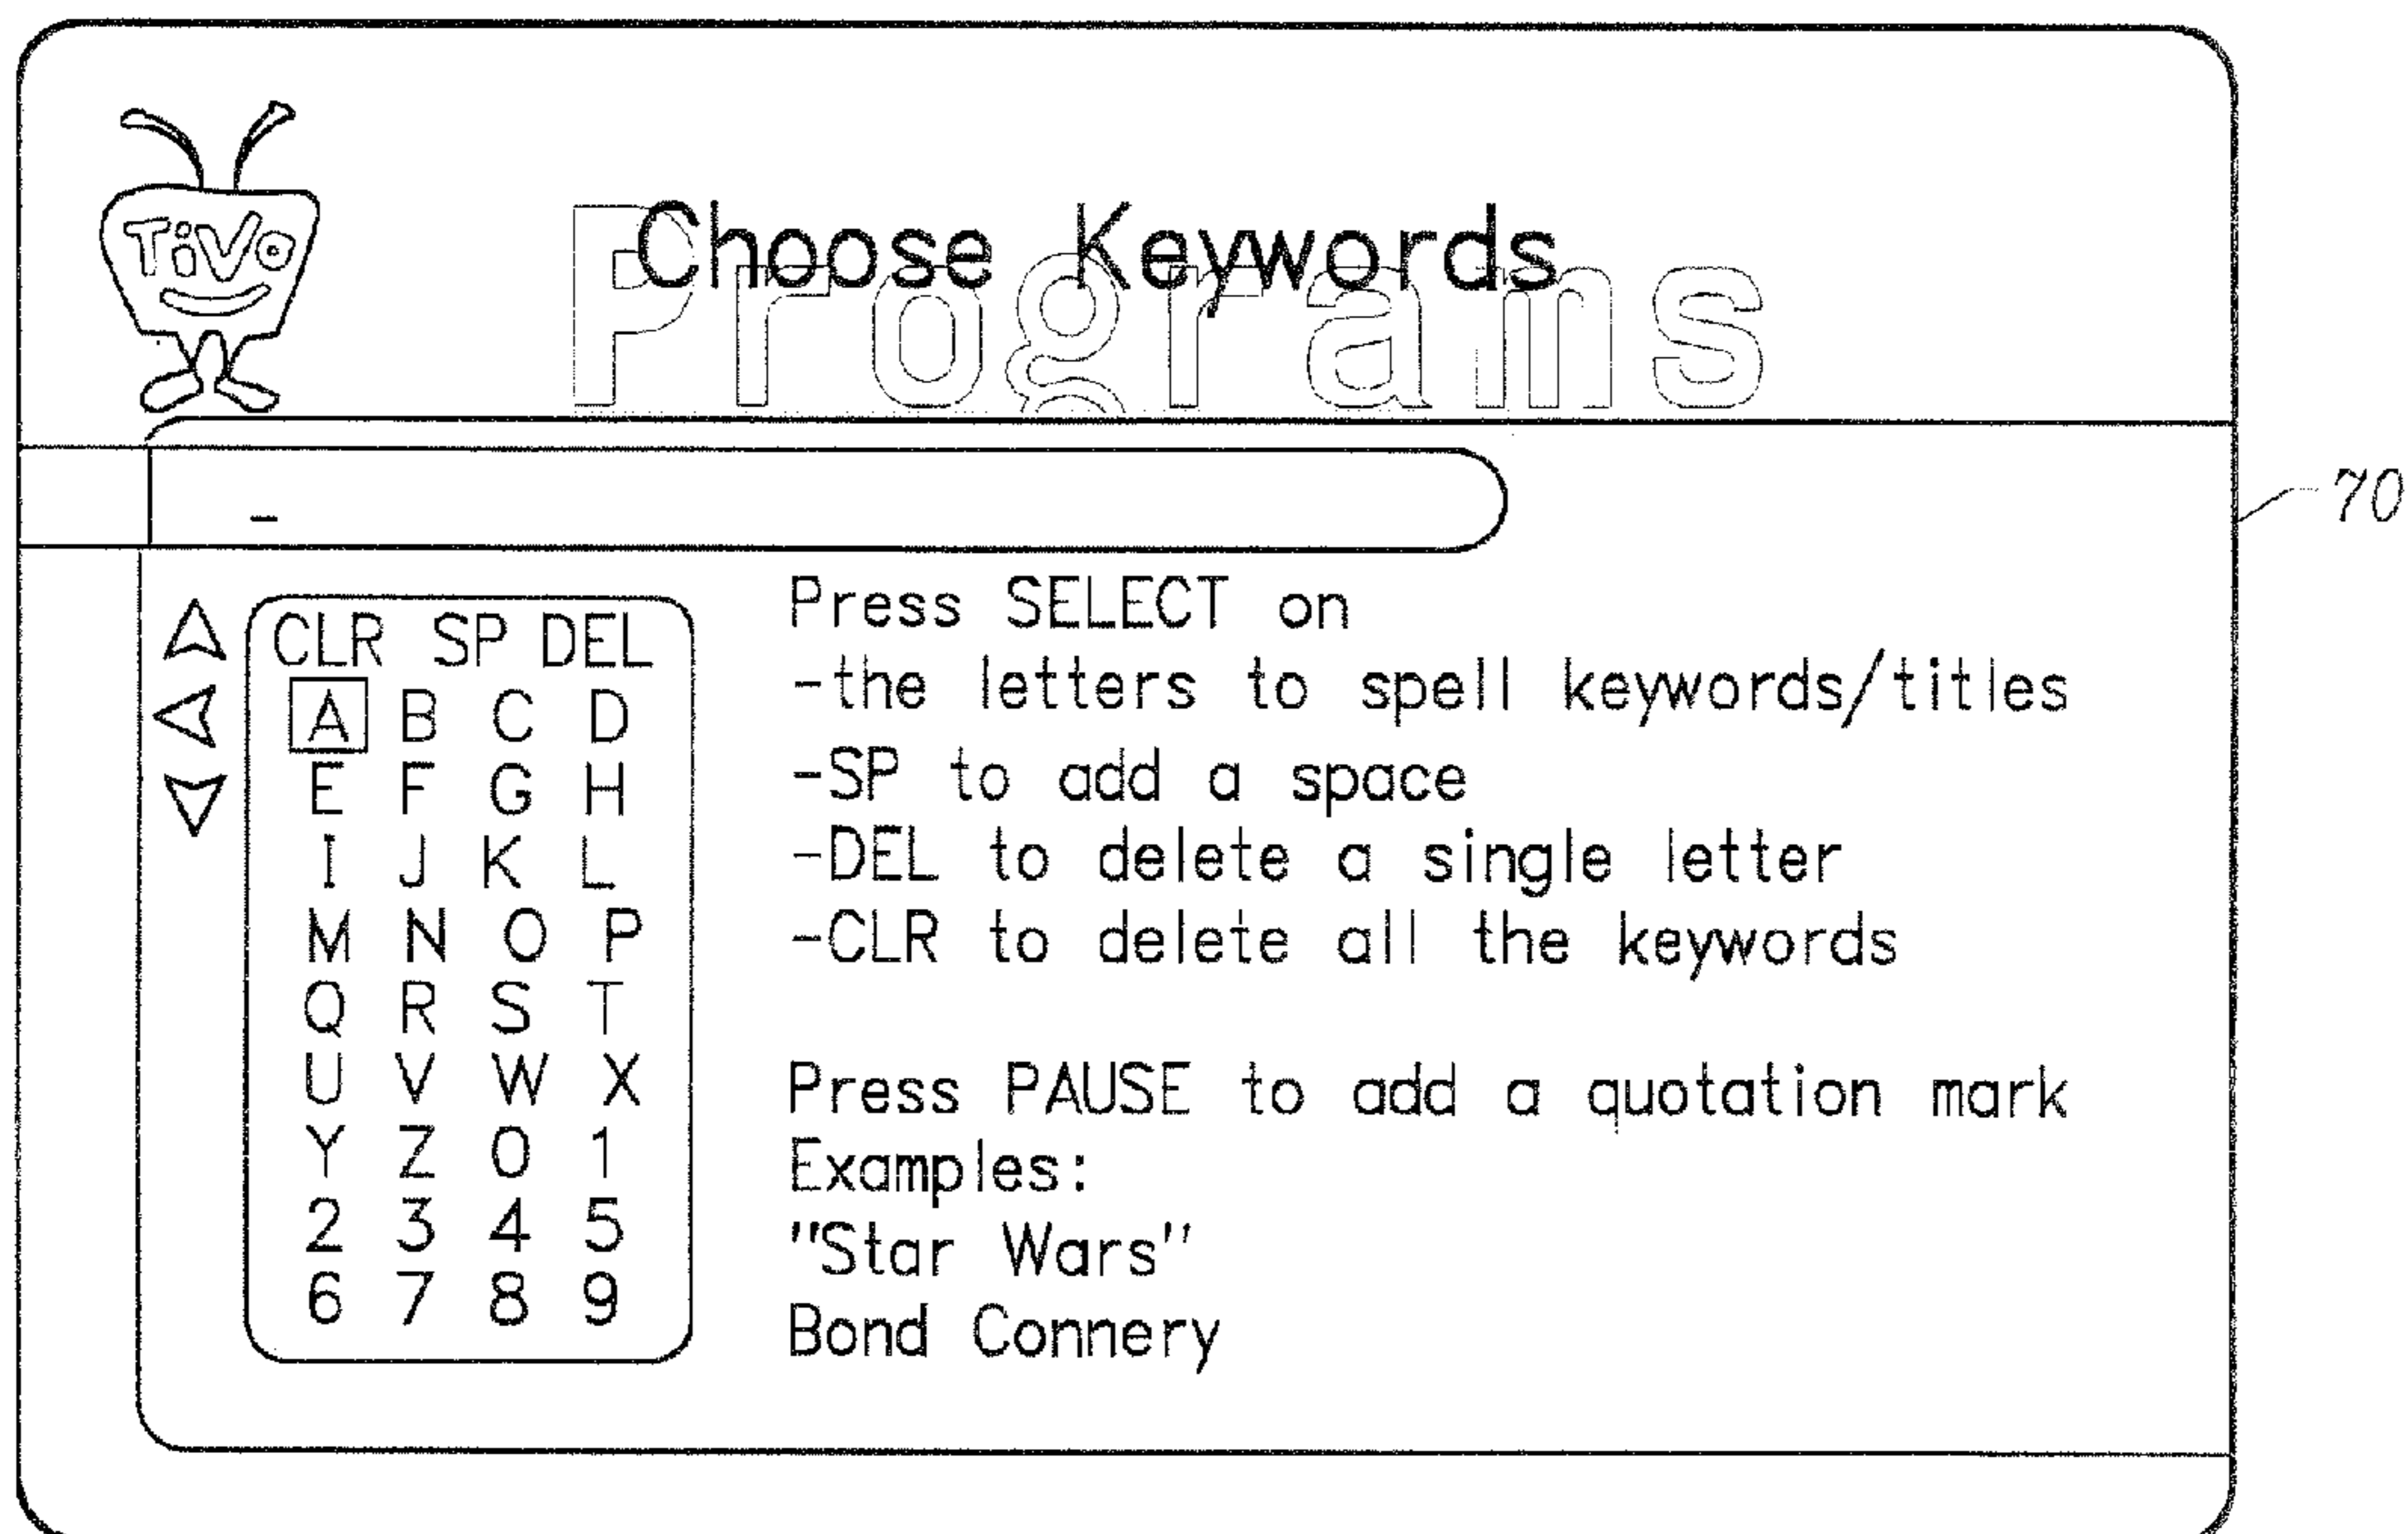 TiVo
Choose Keywords
Programs
-
70
CLR SP DEL
A B C D
E F G H
I J K L
M N O P
Q R S T
U V W X
Y Z 0 1
2 3 4 5
6 7 8 9
Press SELECT on
-the letters to spell keywords/titles
-SP to add a space
-DEL to delete a single letter
-CLR to delete all the keywords
Press PAUSE to add a quotation mark
Examples:
"Star Wars"
Bond Connery